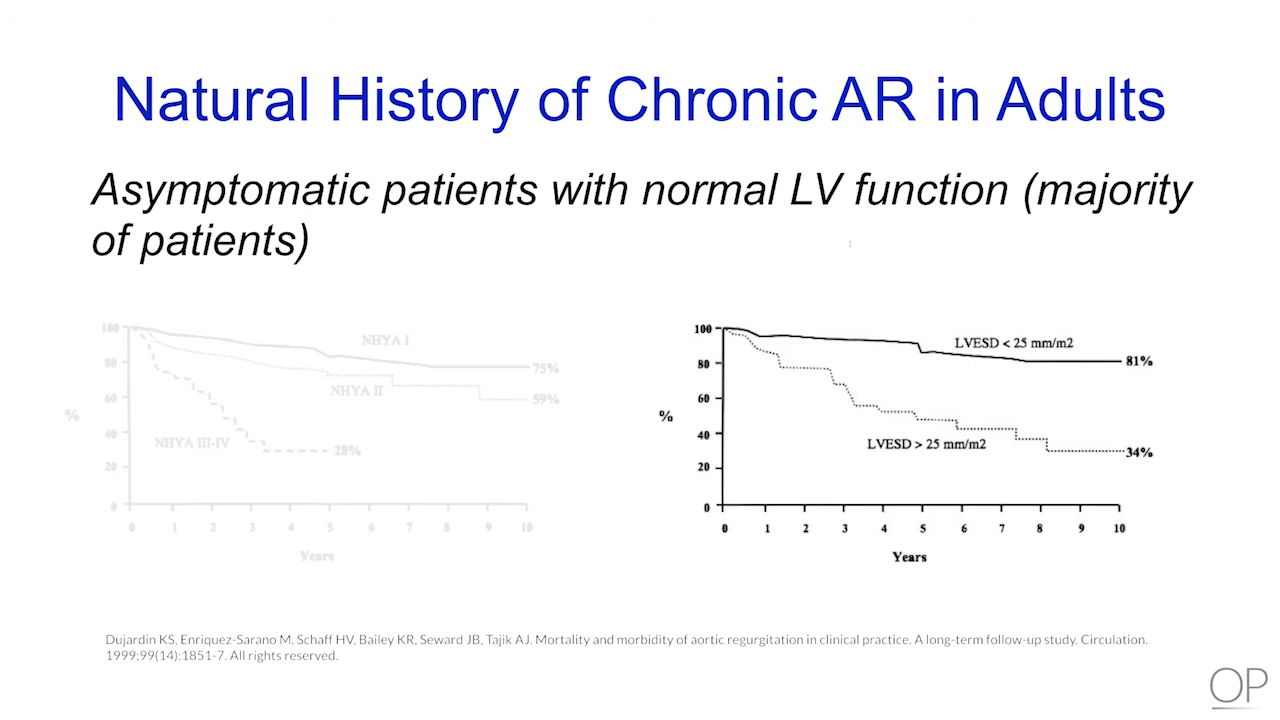 Natural History of Chronic AR in Adults
Asymptomatic patients with normal LV function (majority
of patients)
100
80
60
40
20
0
%
NHYA I
75%
NHYA II
59%
NHYA III-IV
28%
0 1 2 3 4 5 6 7 8 9 10
Years
100
80
60
40
20
0
%
LVESD < 25 mm/m2
81%
LVESD > 25 mm/m2
34%
0 1 2 3 4 5 6 7 8 9 10
Years
Dujardin KS, Enriquez-Sarano M, Schaff HV, Bailey KR, Seward JB, Tajik AJ. Mortality and morbidity of aortic regurgitation in clinical practice. A long-term follow-up study. Circulation.
1999;99(14):1851-7. All rights reserved.
OP